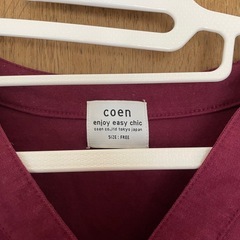 coen
enjoy easy chic
coen co.,ltd tokyo japan
SIZE:FREE